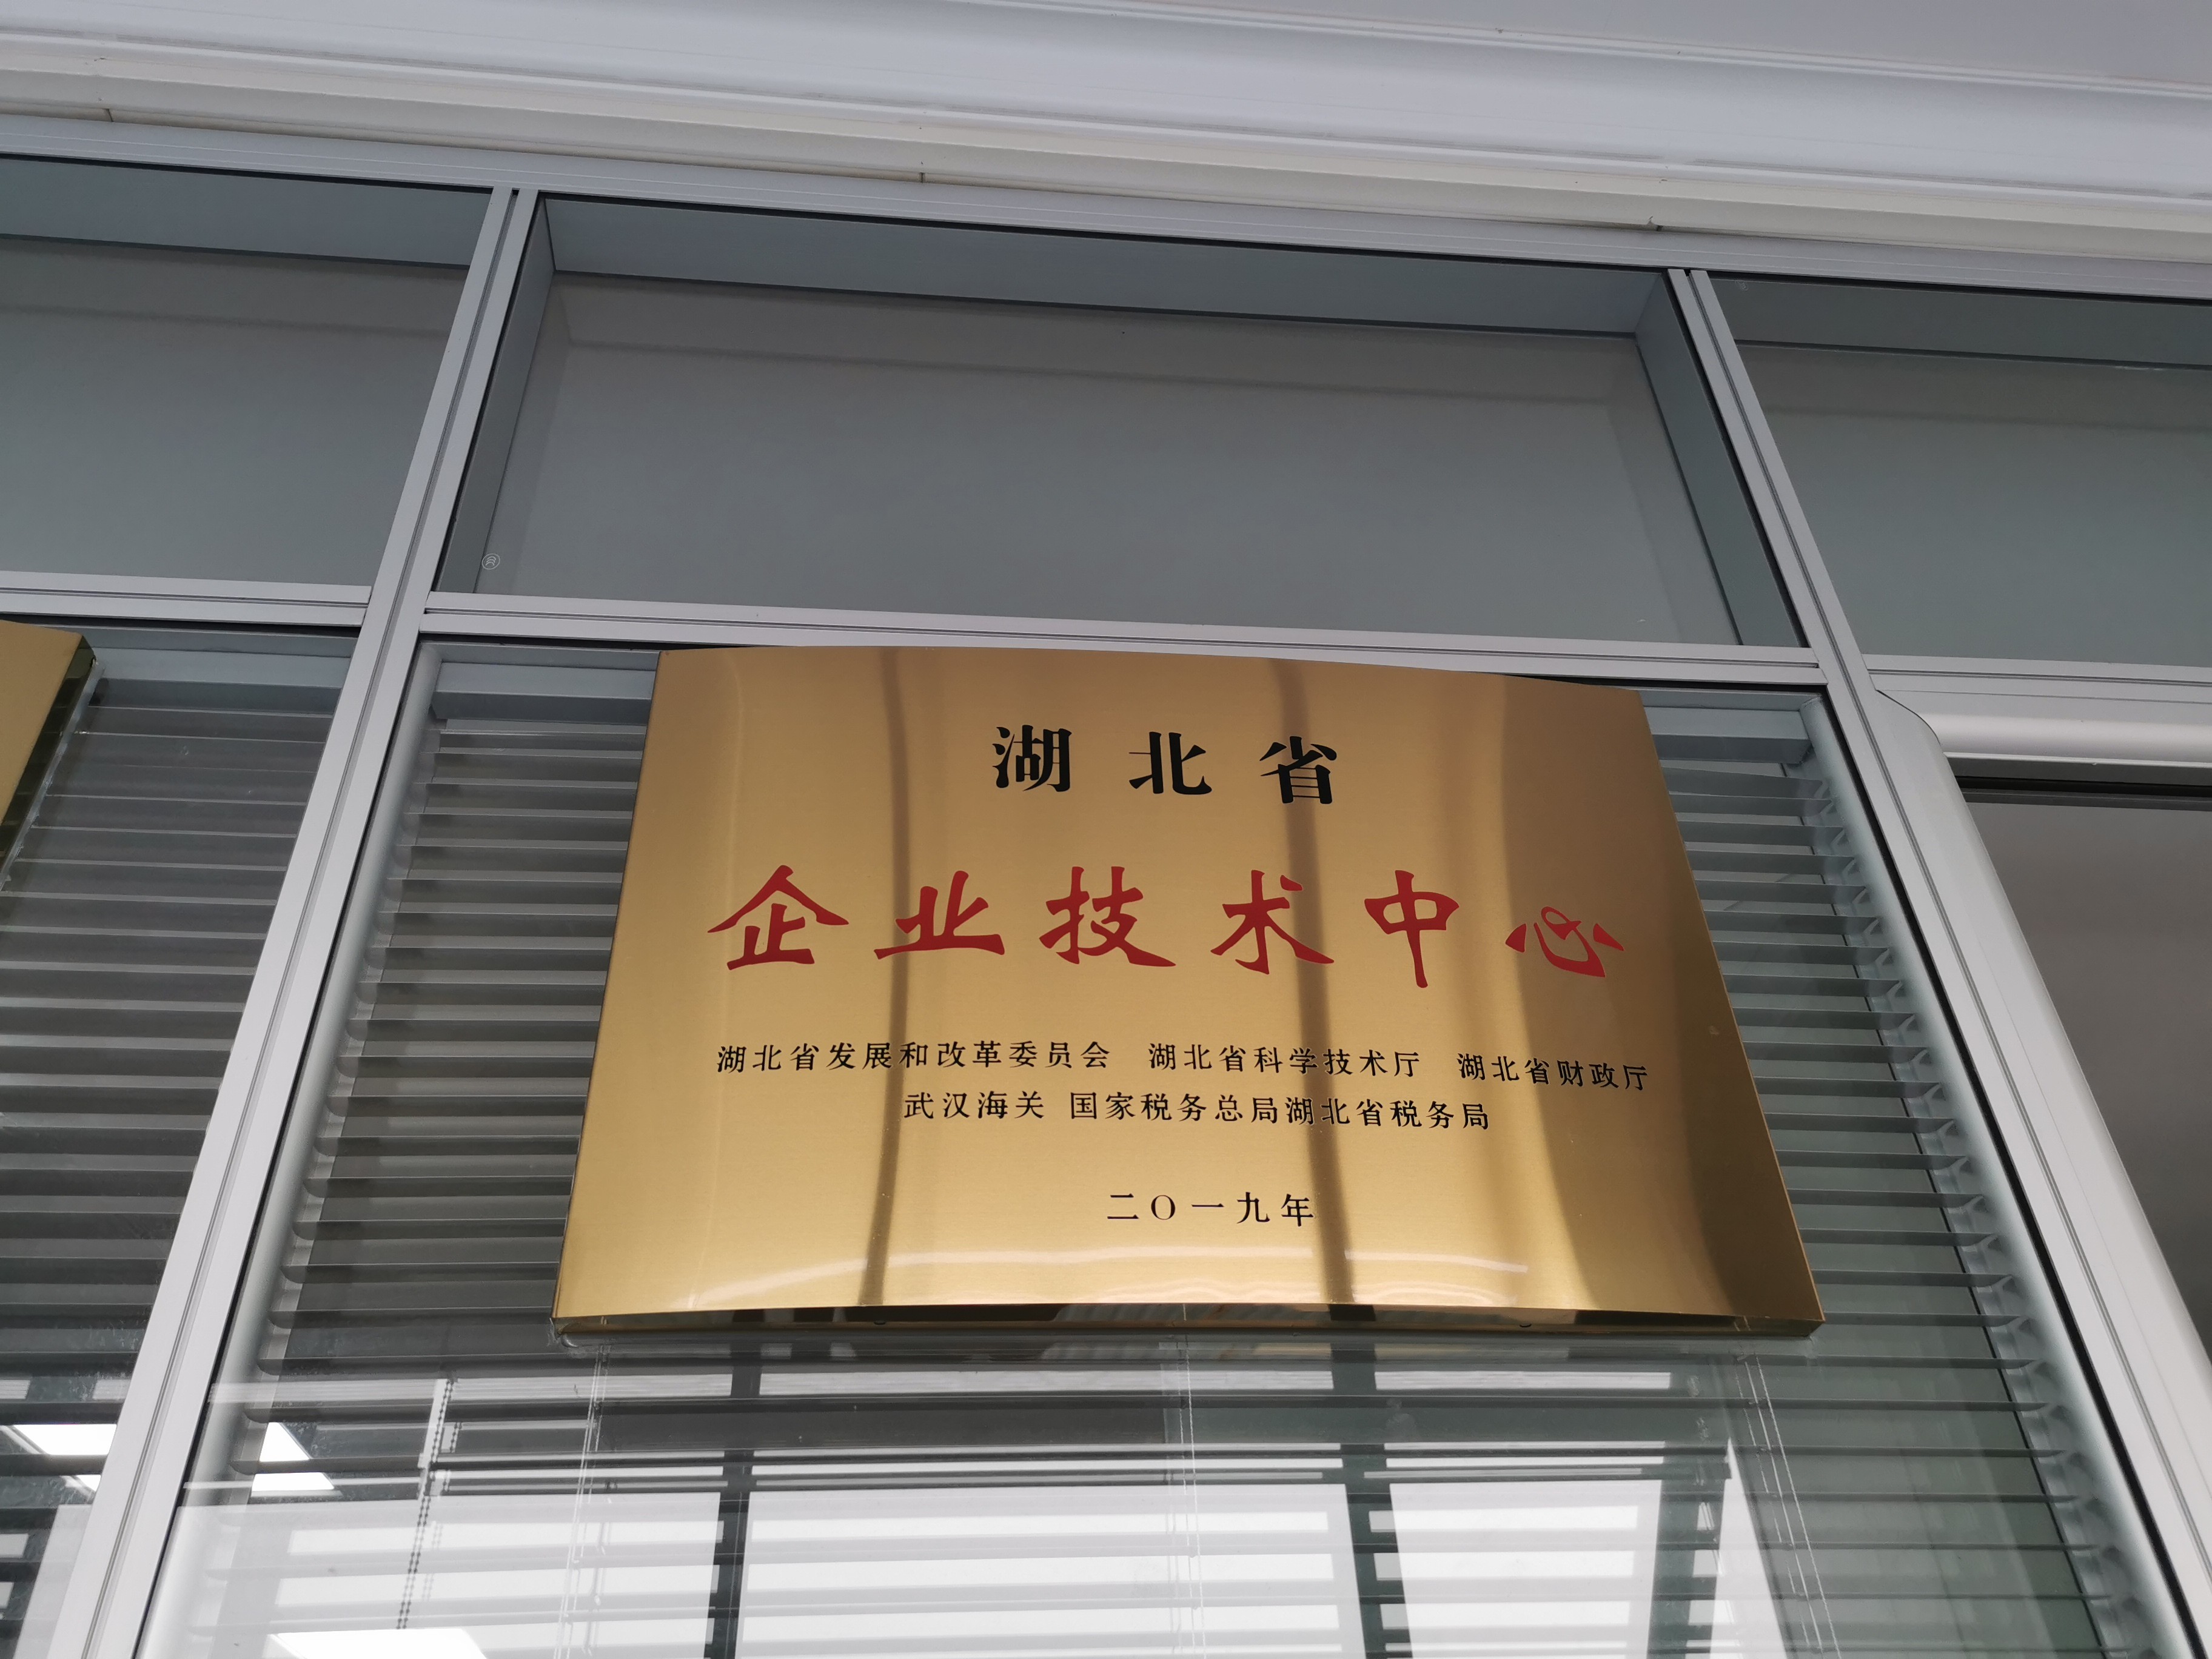 湖北省
企业技术中心
湖北省发展和改革委员会 湖北省科学技术厅 湖北省财政厅
武汉海关 国家税务总局湖北省税务局
二〇一九年